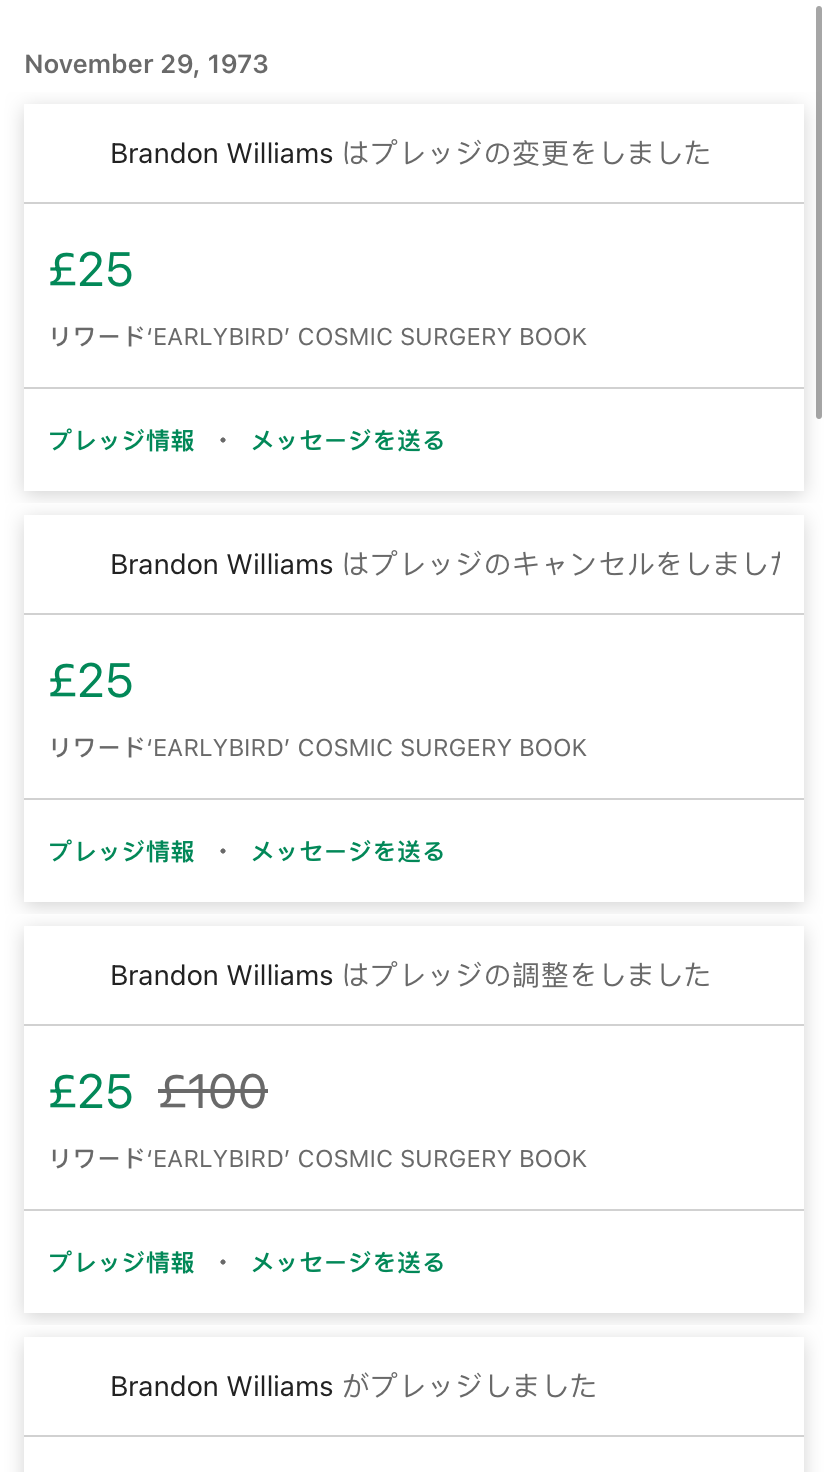 November 29, 1973
Brandon Williams はプレッジの変更をしました
£25
リワード‘EARLYBIRD’ COSMIC SURGERY BOOK
プレッジ情報 ・ メッセージを送る
Brandon Williams はプレッジのキャンセルをしました
£25
リワード‘EARLYBIRD’ COSMIC SURGERY BOOK
プレッジ情報 ・ メッセージを送る
Brandon Williams はプレッジの調整をしました
£25 £100
リワード‘EARLYBIRD’ COSMIC SURGERY BOOK
プレッジ情報 ・ メッセージを送る
Brandon Williams がプレッジしました